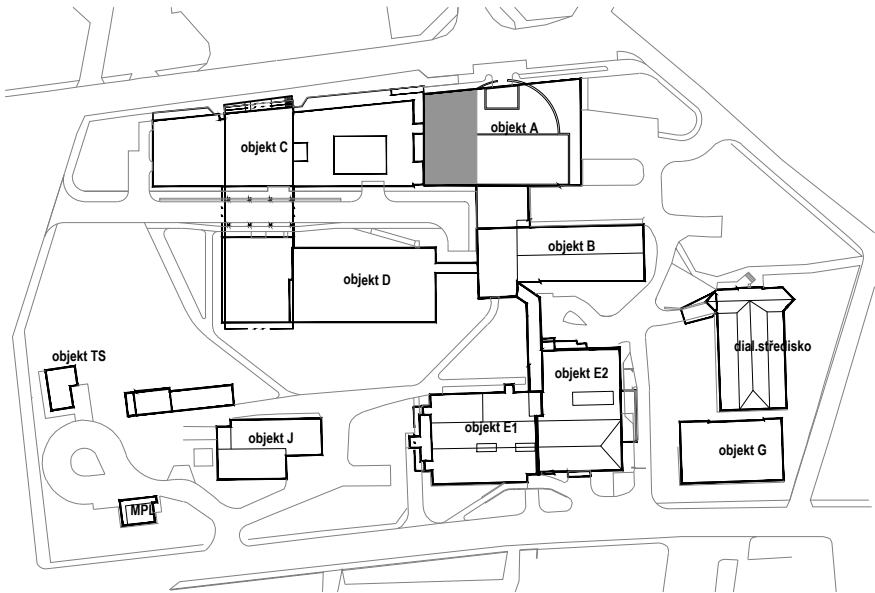 objekt A
objekt C
objekt B
objekt D
dial.středisko
objekt TS
objekt E2
objekt E1
objekt J
objekt G
MPL